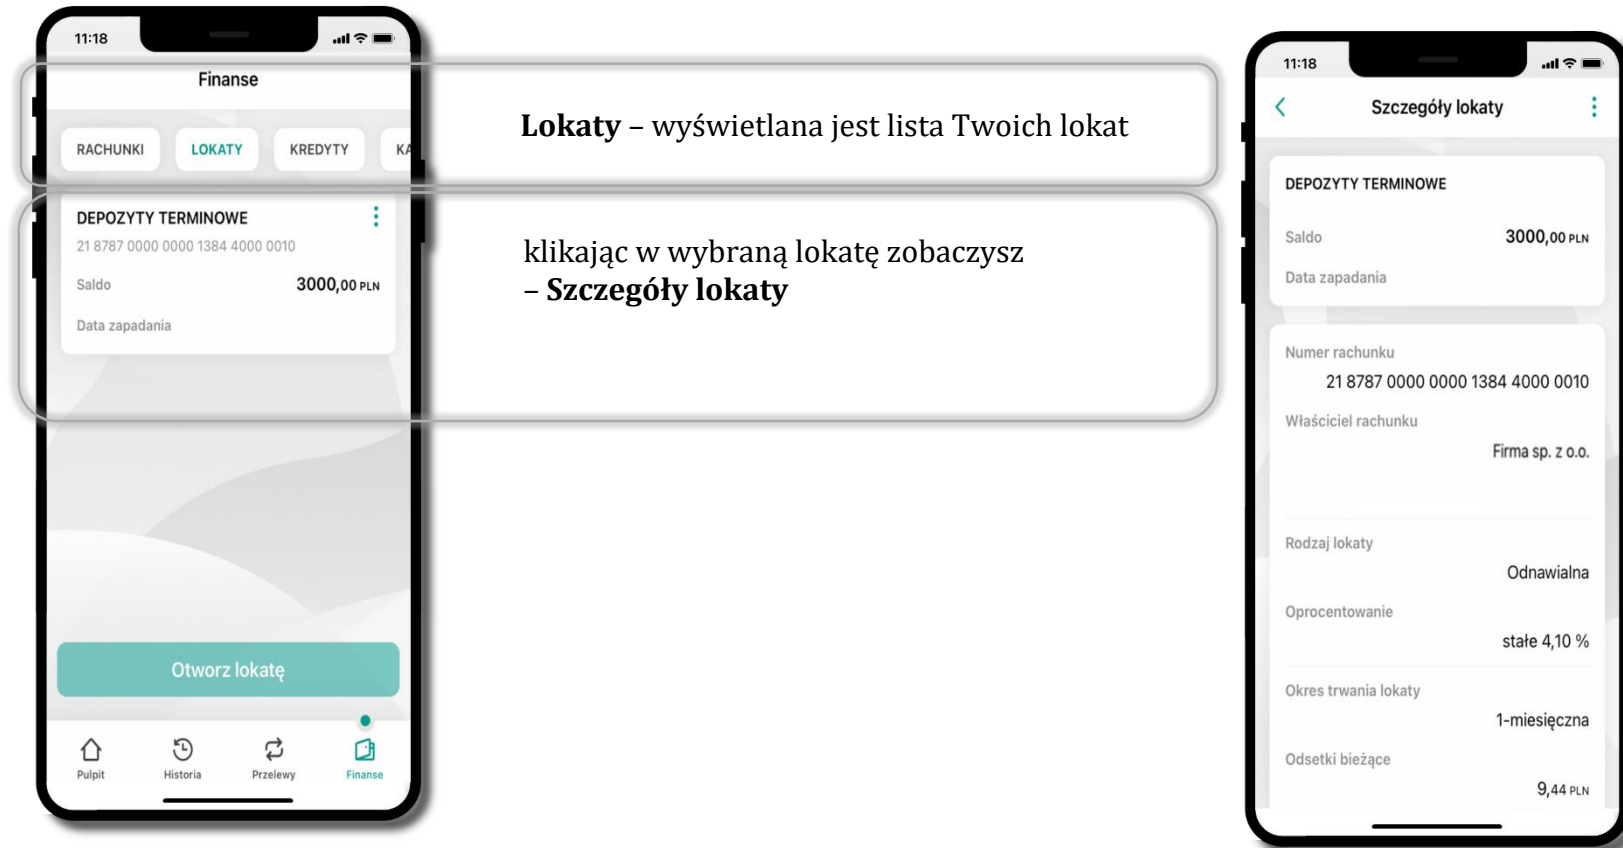 11:18
Finanse
RACHUNKI LOKATY KREDYTY KA
DEPOZYTY TERMINOWE
21 8787 0000 0000 1384 4000 0010
Saldo 3000,00 PLN
Data zapadania
Otworz lokatę
Pulpit Historia Przelewy Finanse
Lokaty – wyświetlana jest lista Twoich lokat
klikając w wybraną lokatę zobaczysz
– Szczegóły lokaty
11:18
Szczegóły lokaty
DEPOZYTY TERMINOWE
Saldo 3000,00 PLN
Data zapadania
Numer rachunku
21 8787 0000 0000 1384 4000 0010
Właściciel rachunku
Firma sp. z o.o.
Rodzaj lokaty
Odnawialna
Oprocentowanie
stałe 4,10 %
Okres trwania lokaty
1-miesięczna
Odsetki bieżące
9,44 PLN